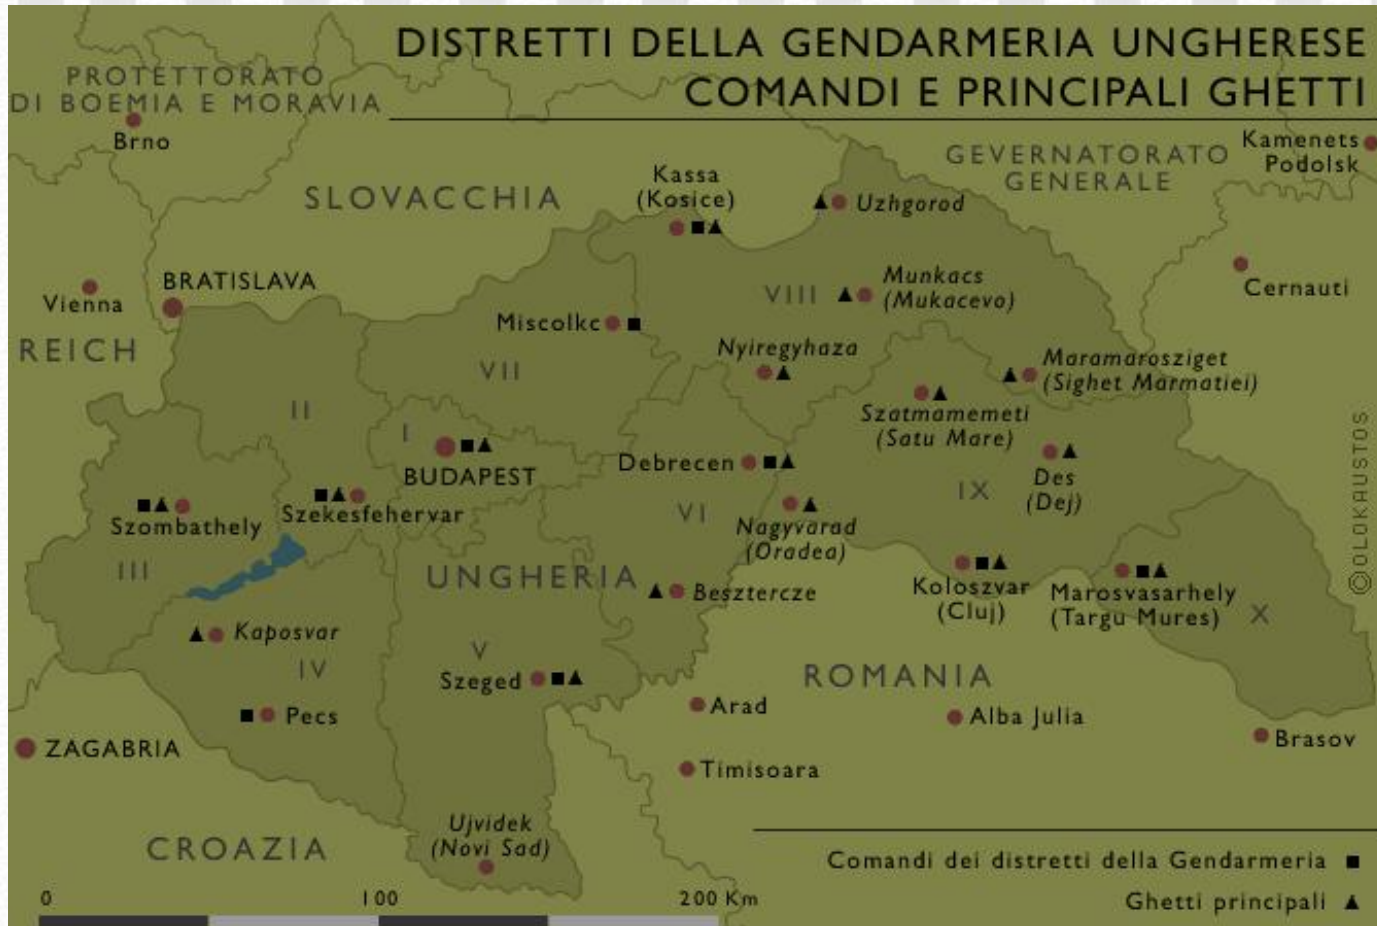 DISTRETTI DELLA GENDARMERIA UNGHERESE
COMANDI E PRINCIPALI GHETTI
PROTETTORATO
DI BOEMIA E MORAVIA
Brno
SLOVACCHIA
Kassa
(Kosice)
GEVERNATORATO
GENERALE
Kamenets
Podolsk
Uzhgorod
Vienna
BRATISLAVA
REICH
Munkacs
(Mukacevo)
VIII
Cernauti
Miscolkc
Nyiregyhaza
Maramarosziget
(Sighet Marmatiei)
VII
II
I
Szatmamemeti
(Satu Mare)
BUDAPEST
Debrecen
Des
(Dej)
IX
Szombathely
Szekesfehervar
VI
Nagyvarad
(Oradea)
III
UNGHERIA
Besztercze
Koloszvar
(Cluj)
Marosvasarhely
(Targu Mures)
X
Kaposvar
IV
V
Szeged
ROMANIA
Pecs
Arad
Alba Julia
Brasov
ZAGABRIA
Timisoara
CROAZIA
Ujvidek
(Novi Sad)
Comandi dei distretti della Gendarmeria
Ghetti principali
0 100 200 Km
©OLOKAUSTOS